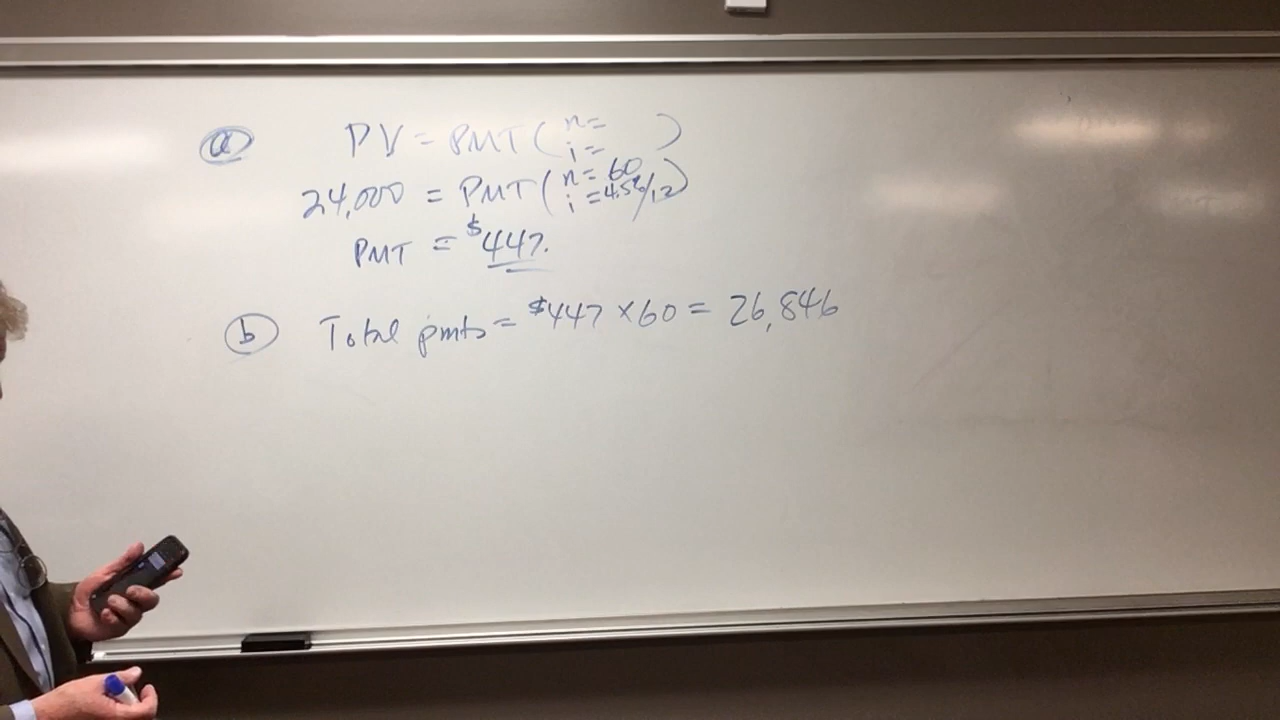 a PV = PMT ( n= i= )
24,000 = PMT ( n= 60 i = 4.5%/12 )
PMT = $447.
b Total pmts = $447 × 60 = 26,846